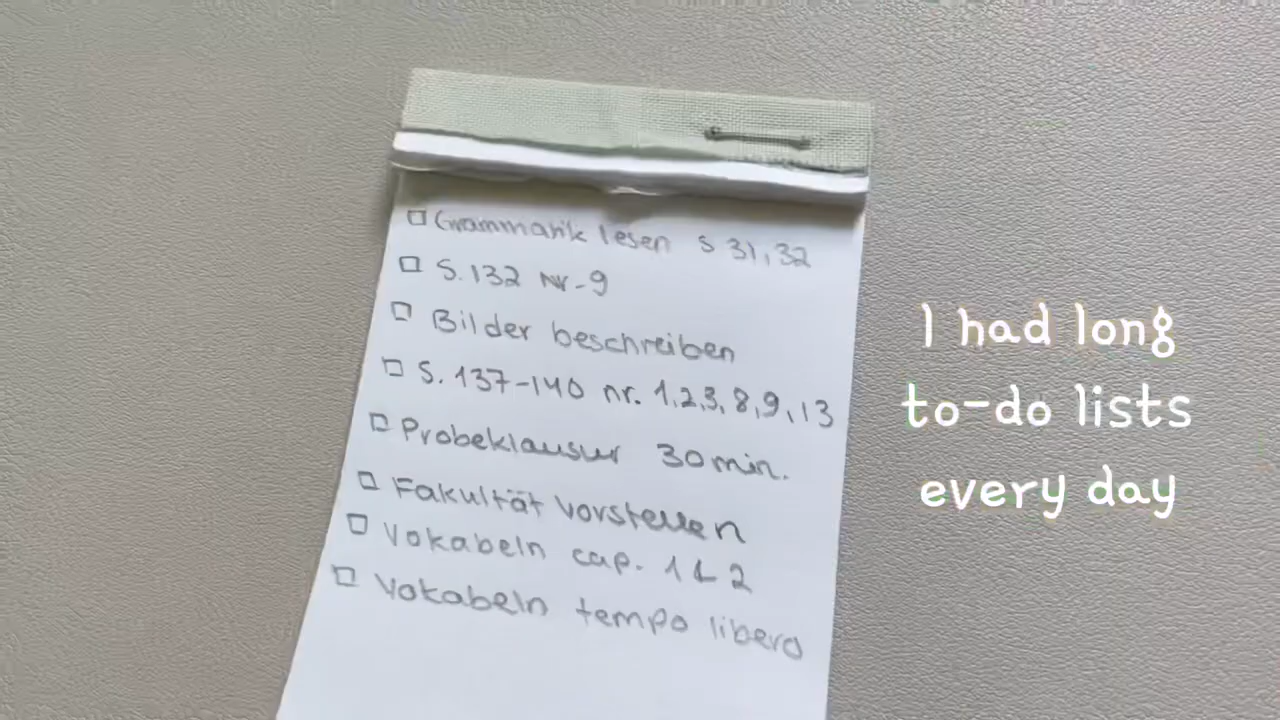 Grammatik lesen S 31, 32
S. 132 Nr. 9
Bilder beschreiben
S. 137-140 nr. 1,2,3,8,9,13
Probeklausur 30 min.
Fakultät vorstellen
Vokabeln cap. 1 & 2
Vokabeln tempo libero
I had long
to-do lists
every day